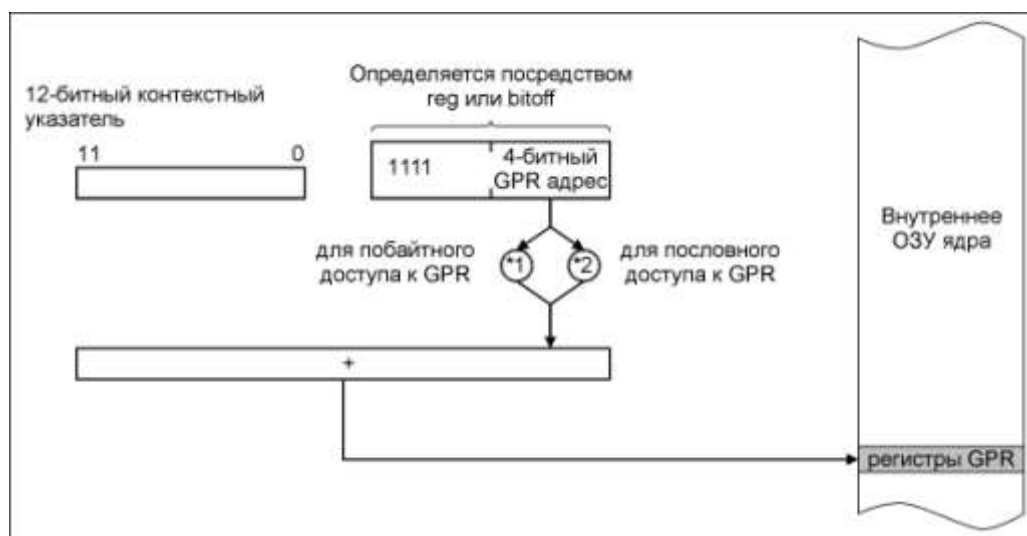 Определяется посредством
reg или bitoff
12-битный контекстный
указатель
11 0
1111
4-битный
GPR адрес
для побайтного
доступа к GPR
*1
*2
для пословного
доступа к GPR
Внутреннее
ОЗУ ядра
+
регистры GPR